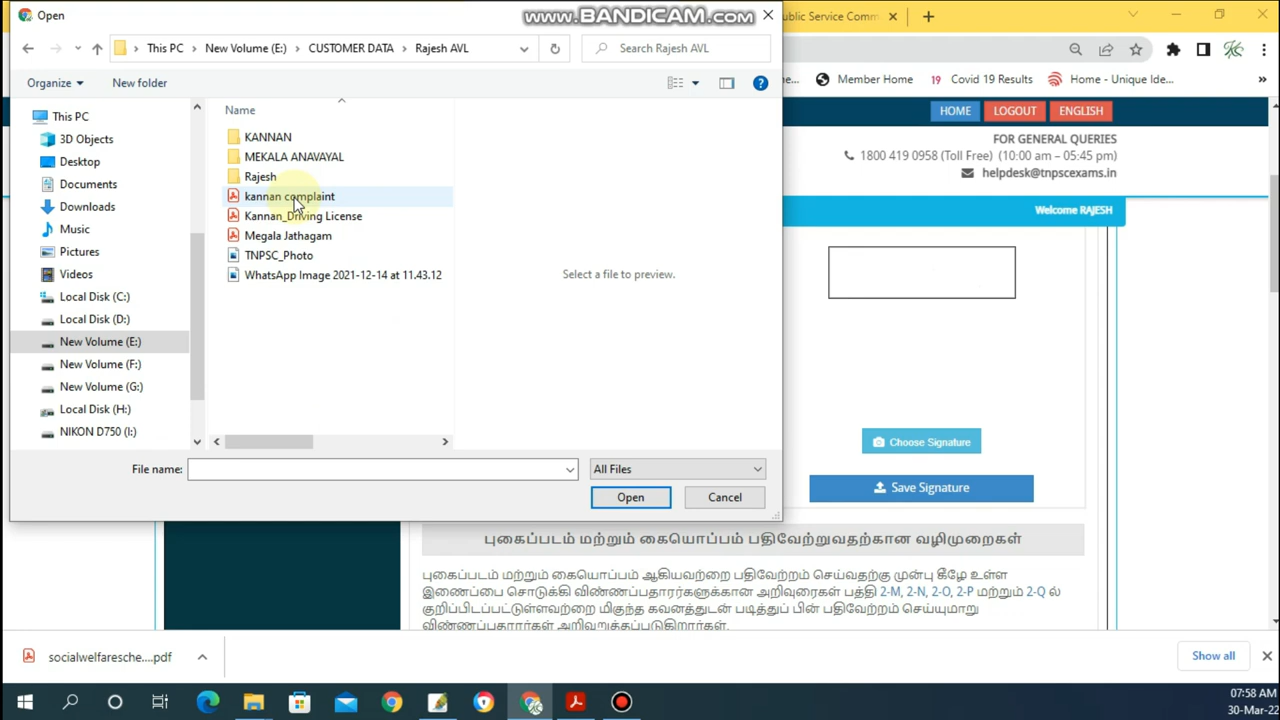 Open
www.BANDICAM.com
ublic Service Comm
This PC
New Volume (E:)
CUSTOMER DATA
Rajesh AVL
Search Rajesh AVL
Organize
New folder
Member Home
Covid 19 Results
Home - Unique Ide...
HOME
LOGOUT
ENGLISH
FOR GENERAL QUERIES
1800 419 0958 (Toll Free) (10:00 am – 05:45 pm)
helpdesk@tnpscexams.in
Welcome RAJESH
This PC
3D Objects
Desktop
Documents
Downloads
Music
Pictures
Videos
Local Disk (C:)
Local Disk (D:)
New Volume (E:)
New Volume (F:)
New Volume (G:)
Local Disk (H:)
NIKON D750 (I:)
Name
KANNAN
MEKALA ANAVAYAL
Rajesh
kannan complaint
Kannan_Driving License
Megala Jathagam
TNPSC_Photo
WhatsApp Image 2021-12-14 at 11.43.12
Select a file to preview.
File name:
All Files
Open
Cancel
Choose Signature
Save Signature
புகைப்படம் மற்றும் கையொப்பம் பதிவேற்றுவதற்கான வழிமுறைகள்
புகைப்படம் மற்றும் கையொப்பம் ஆகியவற்றை பதிவேற்றம் செய்வதற்கு முன்பு கீழே உள்ள
இணைப்பை சொடுக்கி விண்ணப்பதாரர்களுக்கான அறிவுரைகள் பத்தி 2-M, 2-N, 2-O, 2-P மற்றும் 2-Q ல்
குறிப்பிடப்பட்டுள்ளவற்றை மிகுந்த கவனத்துடன் படித்துப் பின் பதிவேற்றம் செய்யுமாறு
விண்ணப்பதாரர்கள் அறிவுறுத்தப்படுகிறார்கள்.
socialwelfaresche....pdf
Show all
07:58 AM
30-Mar-22